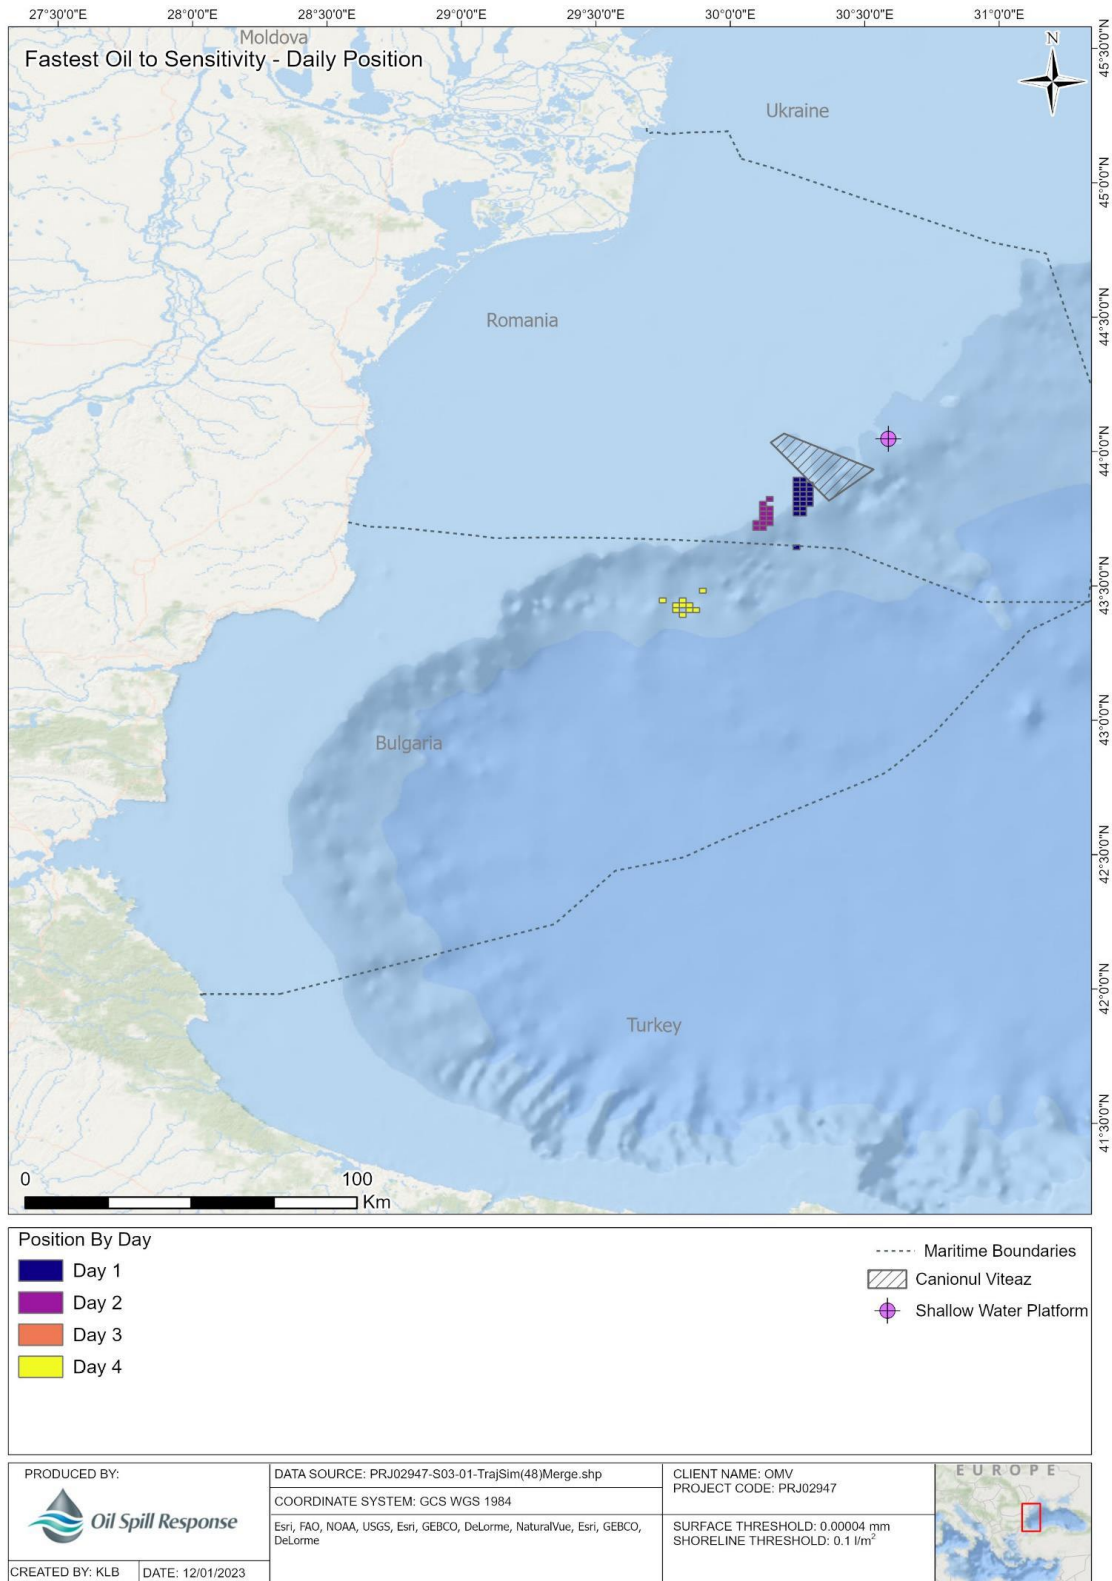 27°30'0"E 28°0'0"E 28°30'0"E 29°0'0"E 29°30'0"E 30°0'0"E 30°30'0"E 31°0'0"E
Moldova
Fastest Oil to Sensitivity - Daily Position
N
45°30'0"N
Ukraine
45°0'0"N
Romania
44°30'0"N
44°0'0"N
43°30'0"N
43°0'0"N
Bulgaria
42°30'0"N
42°0'0"N
Turkey
41°30'0"N
0 100
Km
Position By Day
Day 1
Day 2
Day 3
Day 4
Maritime Boundaries
Canionul Viteaz
Shallow Water Platform
PRODUCED BY:
Oil Spill Response
CREATED BY: KLB
DATE: 12/01/2023
DATA SOURCE: PRJ02947-S03-01-TrajSim(48)Merge.shp
COORDINATE SYSTEM: GCS WGS 1984
Esri, FAO, NOAA, USGS, Esri, GEBCO, DeLorme, NaturalVue, Esri, GEBCO,
DeLorme
CLIENT NAME: OMV
PROJECT CODE: PRJ02947
SURFACE THRESHOLD: 0.00004 mm
SHORELINE THRESHOLD: 0.1 l/m²
EUROPE